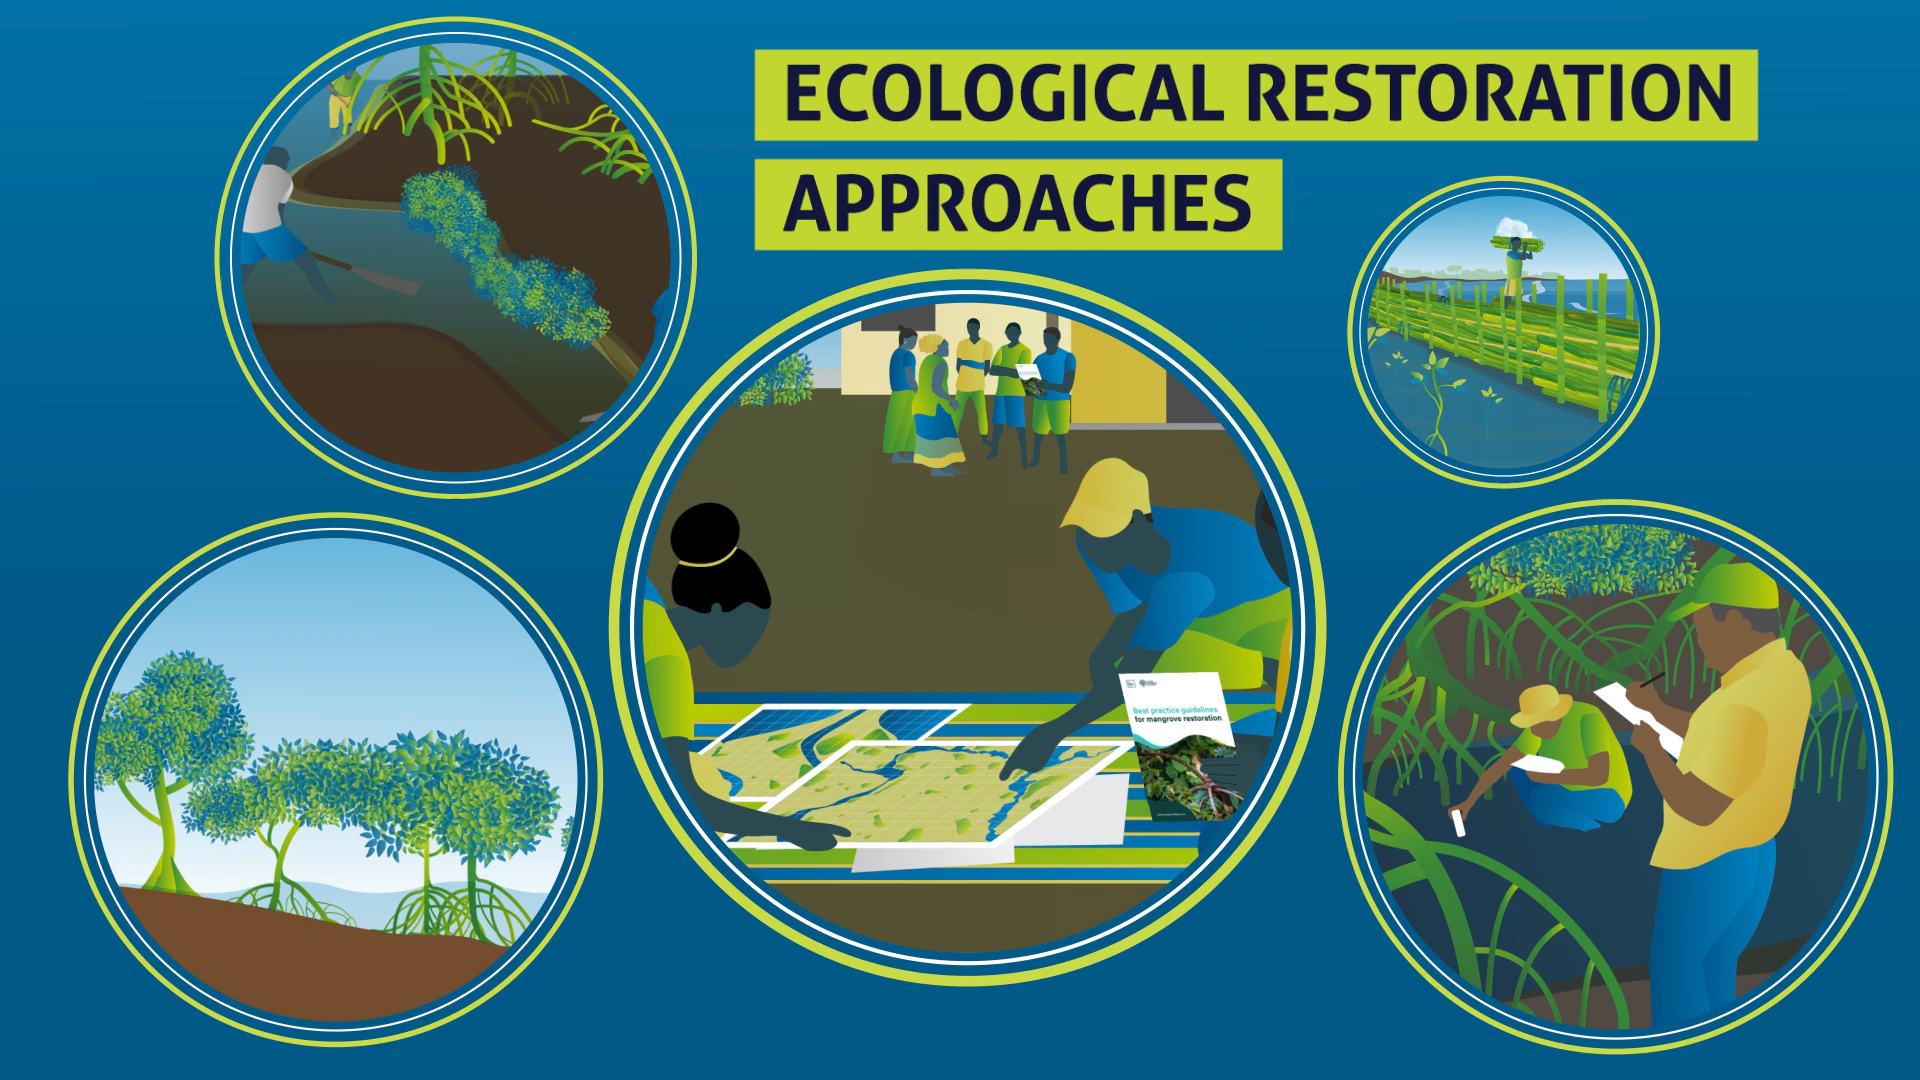 ECOLOGICAL RESTORATION
APPROACHES
Best practice guidelines
for mangrove restoration